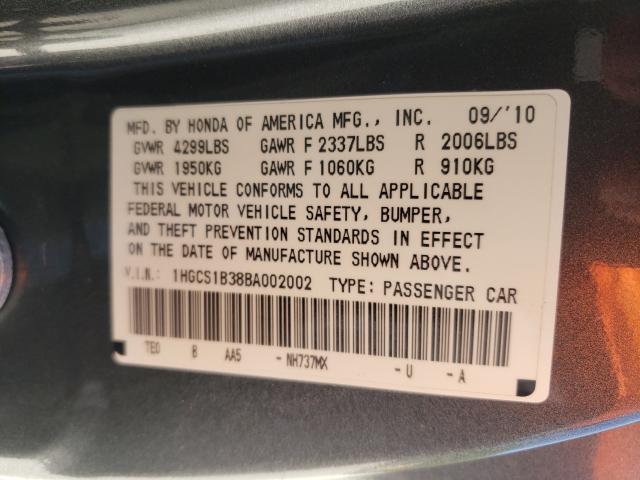 MFD. BY HONDA OF AMERICA MFG., INC. 09/'10
GVWR 4299LBS GAWR F 2337LBS R 2006LBS
GVWR 1950KG GAWR F 1060KG R 910KG
THIS VEHICLE CONFORMS TO ALL APPLICABLE
FEDERAL MOTOR VEHICLE SAFETY, BUMPER,
AND THEFT PREVENTION STANDARDS IN EFFECT
ON THE DATE OF MANUFACTURE SHOWN ABOVE.
V.I.N.: 1HGCS1B38BA002002 TYPE: PASSENGER CAR
TE0 B AA5 -NH737MX -U -A